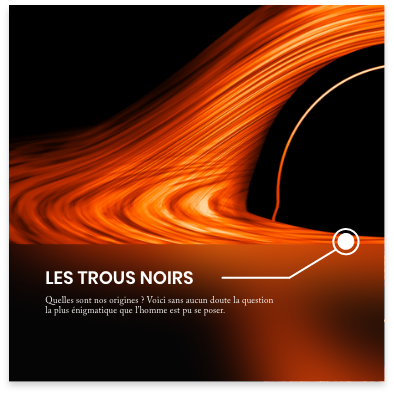 LES TROUS NOIRS
Quelles sont nos origines ? Voici sans aucun doute la question
la plus énigmatique que l'homme est pu se poser.